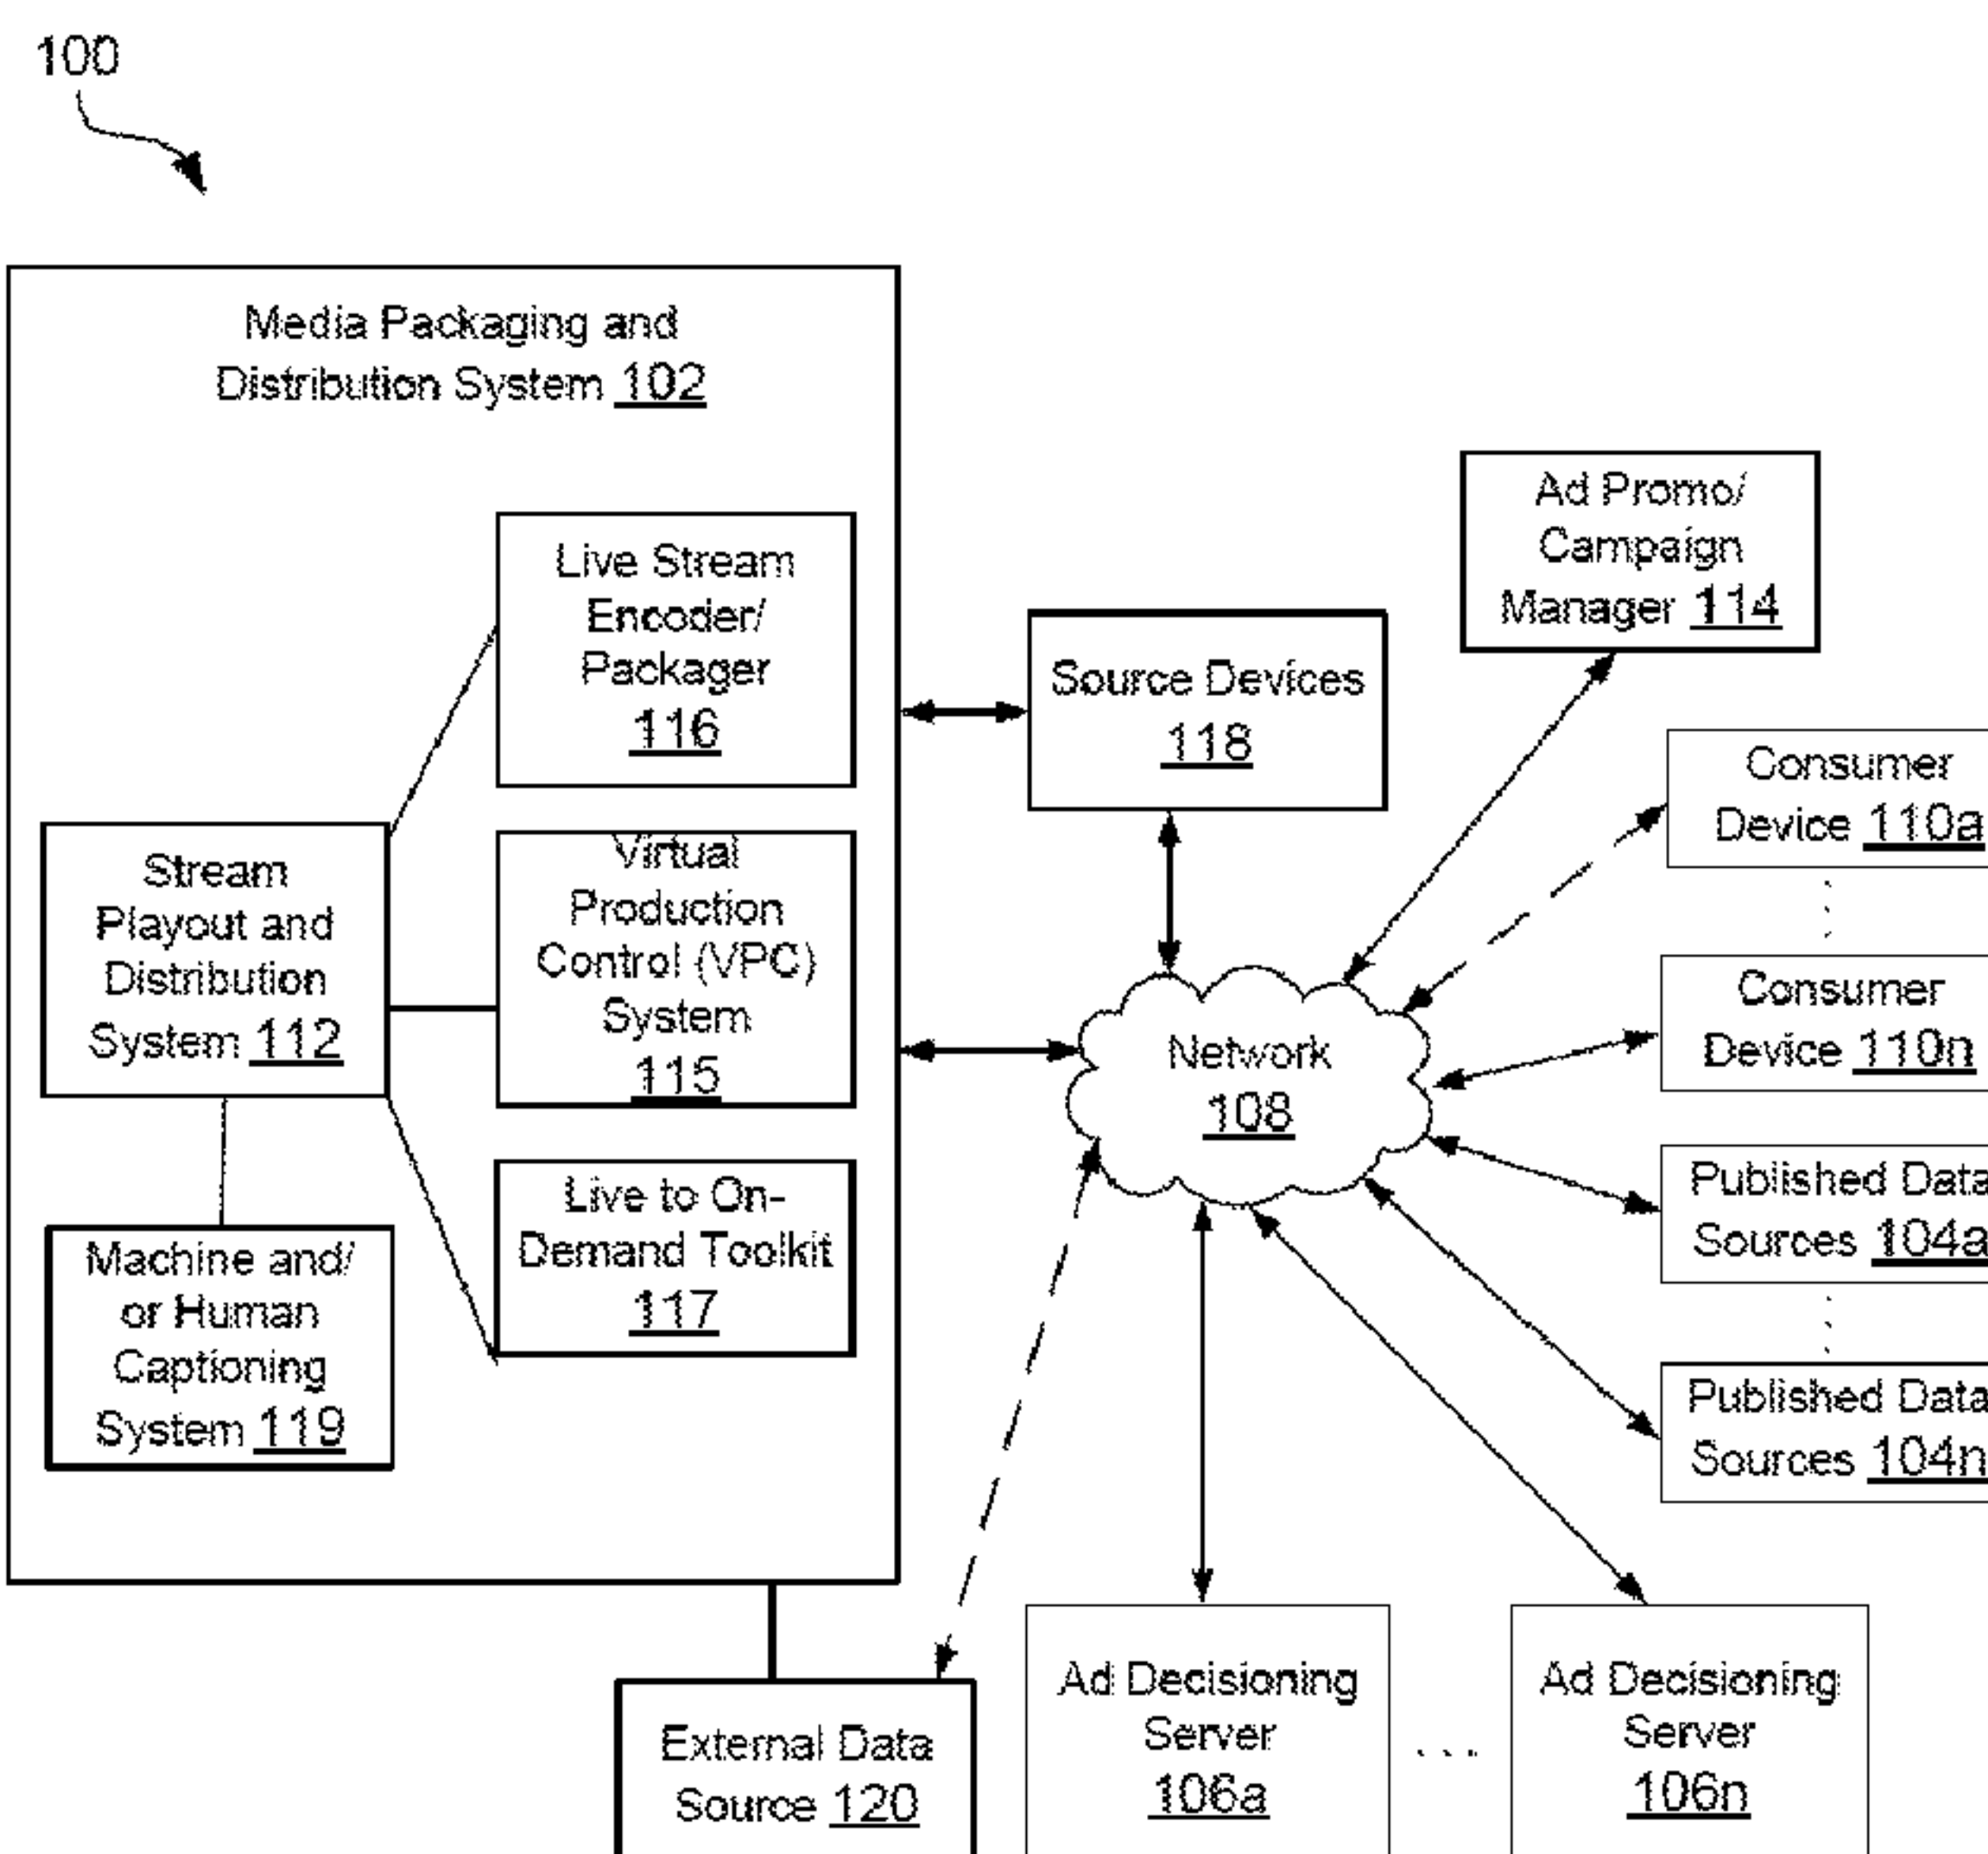 100
Media Packaging and
Distribution System 102
Live Stream
Encoder/
Packager
116
Stream
Playout and
Distribution
System 112
Virtual
Production
Control (VPC)
System
115
Machine and/
or Human
Captioning
System 119
Live to On-
Demand Toolkit
117
Source Devices
118
Ad Promo/
Campaign
Manager 114
Consumer
Device 110a
Consumer
Device 110n
Network
108
Published Data
Sources 104a
Published Data
Sources 104n
External Data
Source 120
Ad Decisioning
Server
106a
...
Ad Decisioning
Server
106n